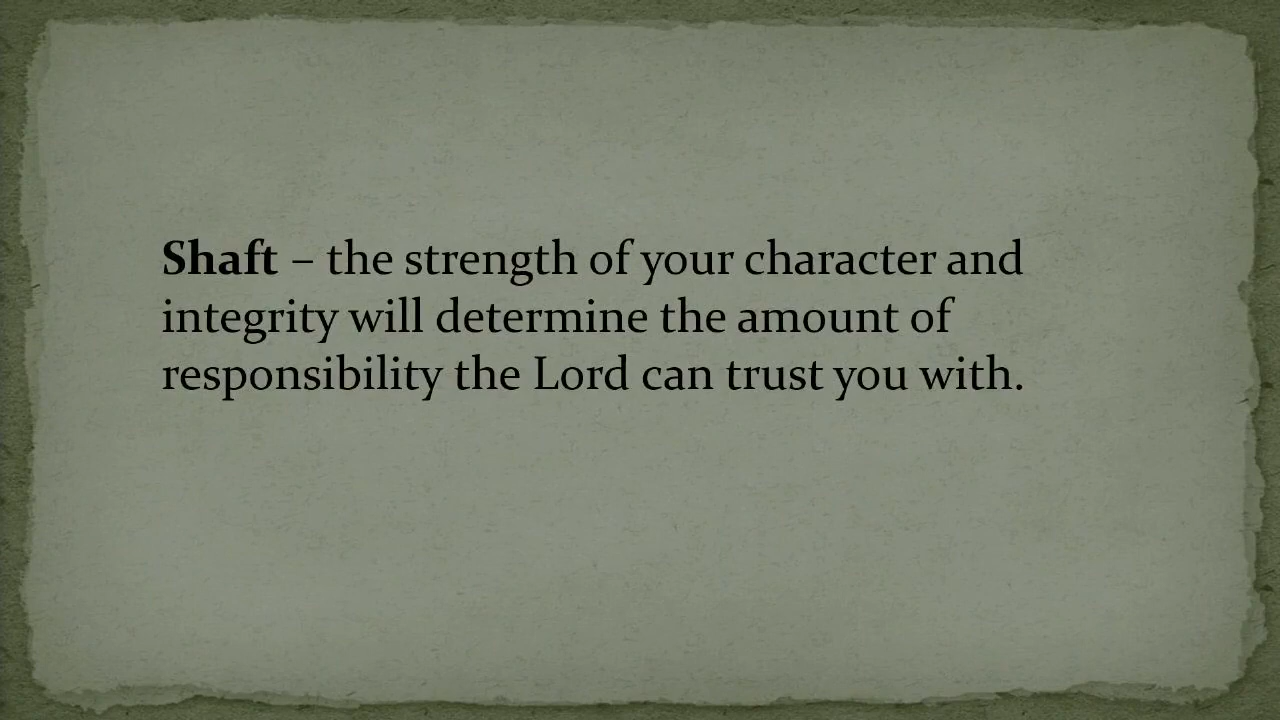 Shaft – the strength of your character and
integrity will determine the amount of
responsibility the Lord can trust you with.